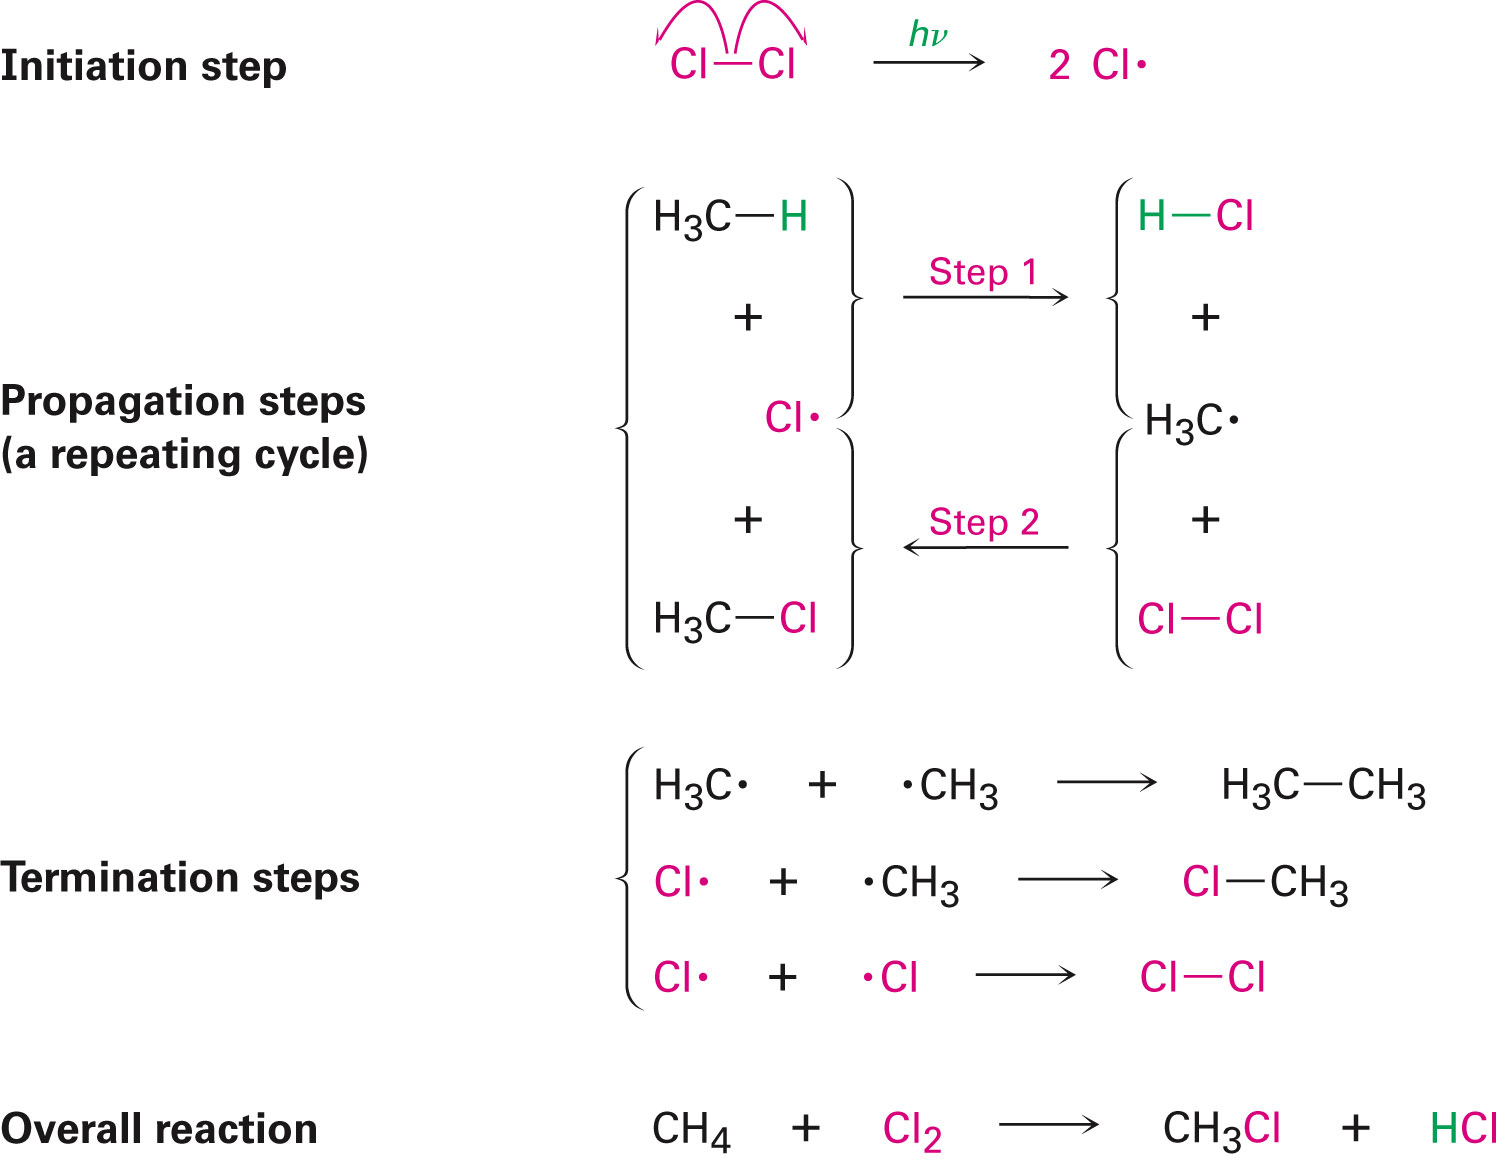 Initiation step Cl—Cl hν 2 Cl·
H₃C—H H—Cl
Step 1
+ +
Propagation steps
(a repeating cycle)
Cl· H₃C·
+ Step 2 +
H₃C—Cl Cl—Cl
H₃C· + ·CH₃ H₃C—CH₃
Termination steps Cl· + ·CH₃ Cl—CH₃
Cl· + ·Cl Cl—Cl
Overall reaction CH₄ + Cl₂ CH₃Cl + HCl